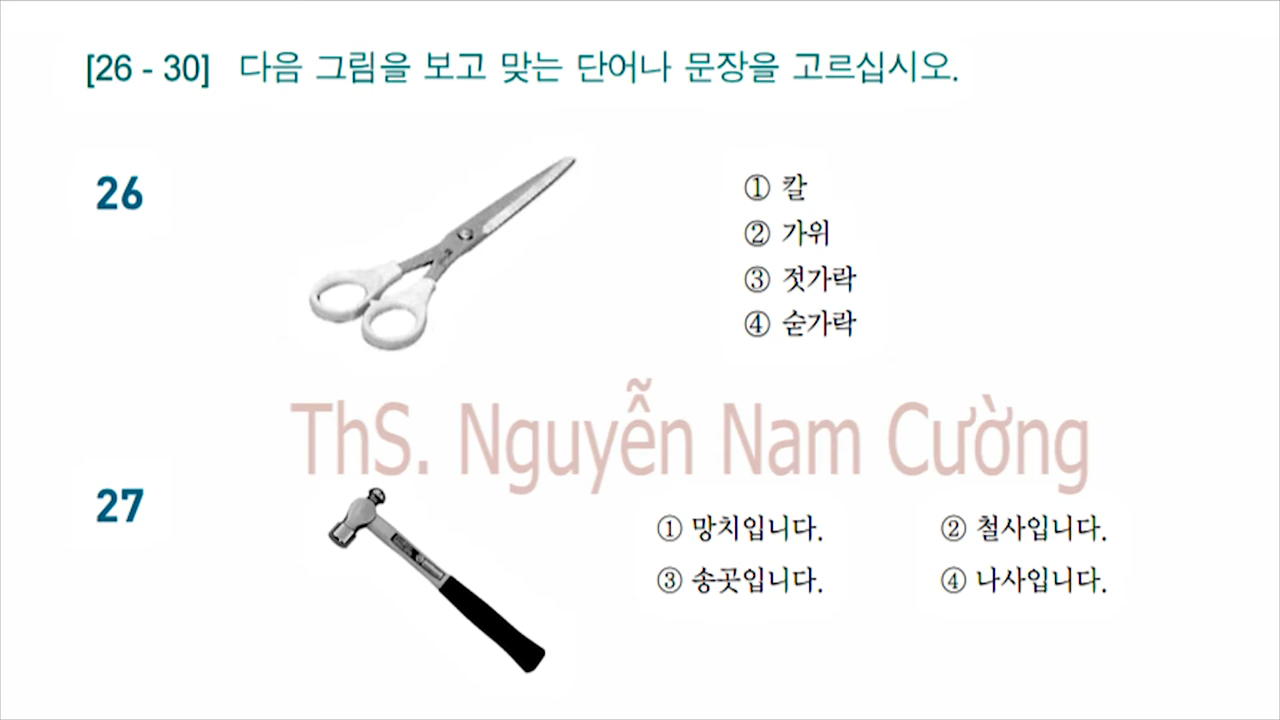 [26 - 30] 다음 그림을 보고 맞는 단어나 문장을 고르십시오.
26
① 칼
② 가위
③ 젓가락
④ 숟가락
ThS. Nguyễn Nam Cường
27
① 망치입니다. ② 철사입니다.
③ 송곳입니다. ④ 나사입니다.